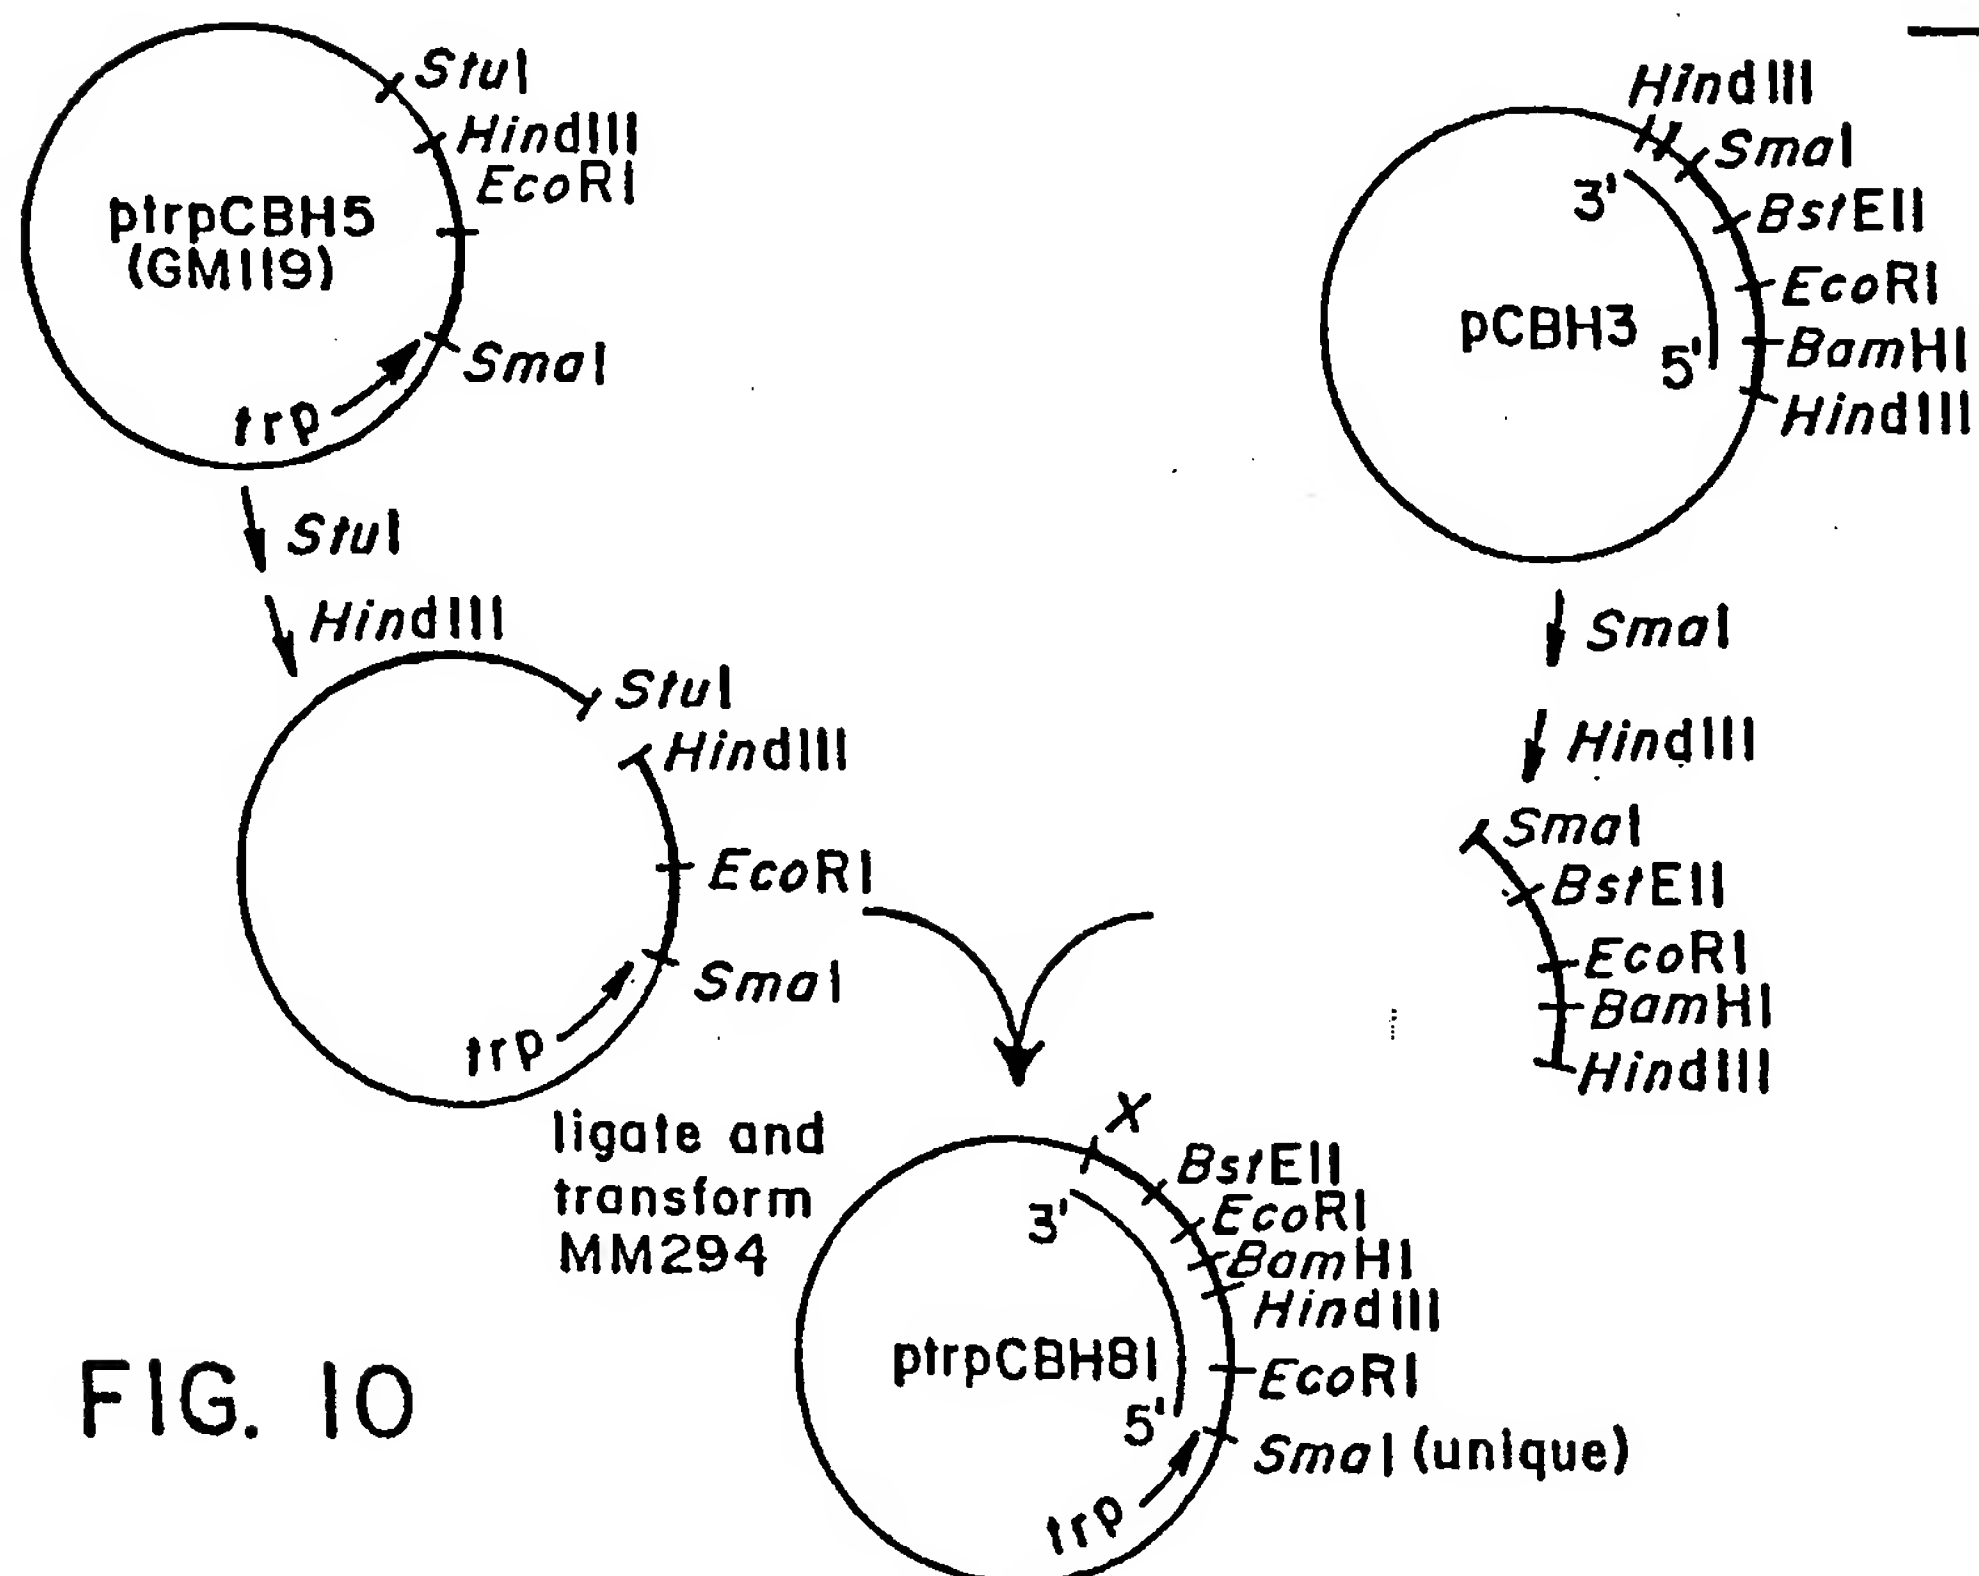 StuI
HindIII
EcoRI
ptrpCBH5
(GM119)
SmaI
trp
StuI
HindIII
StuI
HindIII
EcoRI
SmaI
trp
HindIII
SmaI
3'
BstEII
EcoRI
pCBH3
5'
BamHI
HindIII
SmaI
HindIII
SmaI
BstEII
EcoRI
BamHI
HindIII
ligate and
transform
MM294
X
BstEII
3'
EcoRI
BamHI
HindIII
ptrpCBH81
EcoRI
5'
SmaI (unique)
trp
FIG. 10